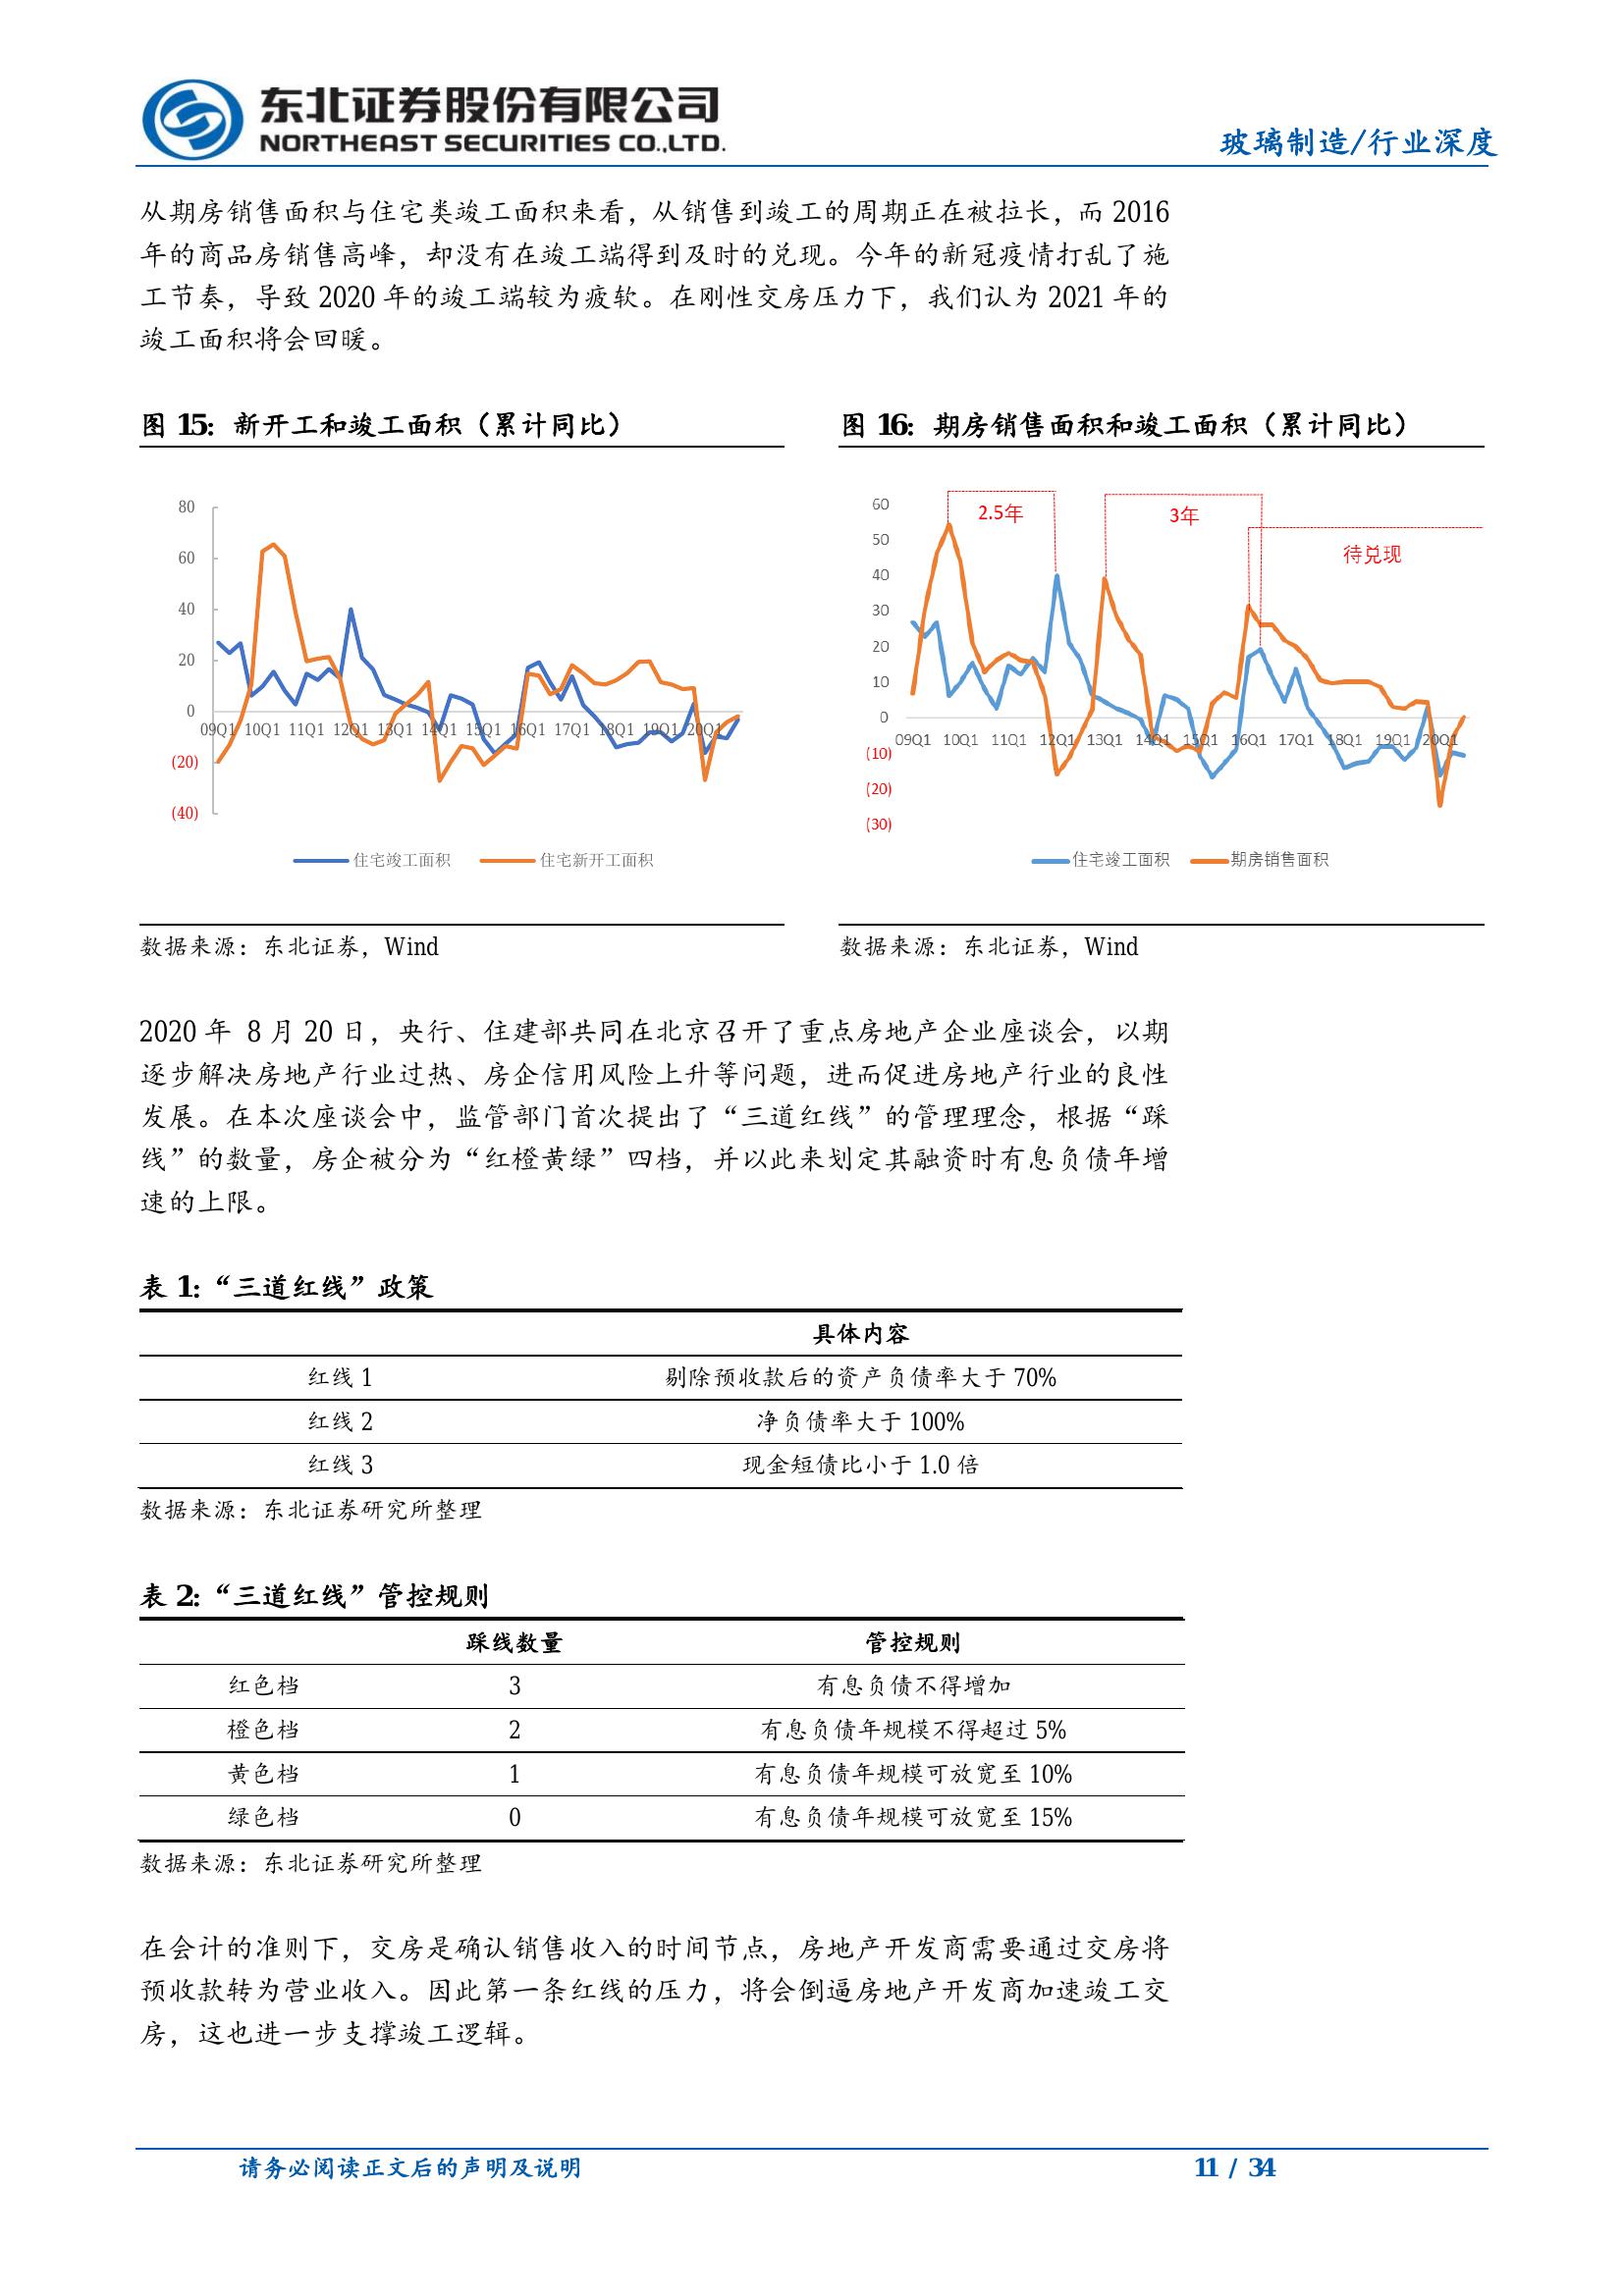 东北证券股份有限公司
NORTHEAST SECURITIES CO.,LTD.
玻璃制造/行业深度
从期房销售面积与住宅类竣工面积来看，从销售到竣工的周期正在被拉长，而 2016
年的商品房销售高峰，却没有在竣工端得到及时的兑现。今年的新冠疫情打乱了施
工节奏，导致 2020 年的竣工端较为疲软。在刚性交房压力下，我们认为 2021 年的
竣工面积将会回暖。
图 15：新开工和竣工面积（累计同比）
80
60
40
20
0
(20)
(40)
09Q1 10Q1 11Q1 12Q1 13Q1 14Q1 15Q1 16Q1 17Q1 18Q1 19Q1 20Q1
住宅竣工面积 住宅新开工面积
数据来源：东北证券，Wind
图 16：期房销售面积和竣工面积（累计同比）
60
50
40
30
20
10
0
(10)
(20)
(30)
2.5年
3年
待兑现
09Q1 10Q1 11Q1 12Q1 13Q1 14Q1 15Q1 16Q1 17Q1 18Q1 19Q1 20Q1
住宅竣工面积 期房销售面积
数据来源：东北证券，Wind
2020 年 8 月 20 日，央行、住建部共同在北京召开了重点房地产企业座谈会，以期
逐步解决房地产行业过热、房企信用风险上升等问题，进而促进房地产行业的良性
发展。在本次座谈会中，监管部门首次提出了“三道红线”的管理理念，根据“踩
线”的数量，房企被分为“红橙黄绿”四档，并以此来划定其融资时有息负债年增
速的上限。
表 1:“三道红线”政策
具体内容
红线 1 剔除预收款后的资产负债率大于 70%
红线 2 净负债率大于 100%
红线 3 现金短债比小于 1.0 倍
数据来源：东北证券研究所整理
表 2:“三道红线”管控规则
踩线数量 管控规则
红色档 3 有息负债不得增加
橙色档 2 有息负债年规模不得超过 5%
黄色档 1 有息负债年规模可放宽至 10%
绿色档 0 有息负债年规模可放宽至 15%
数据来源：东北证券研究所整理
在会计的准则下，交房是确认销售收入的时间节点，房地产开发商需要通过交房将
预收款转为营业收入。因此第一条红线的压力，将会倒逼房地产开发商加速竣工交
房，这也进一步支撑竣工逻辑。
请务必阅读正文后的声明及说明
11 / 34